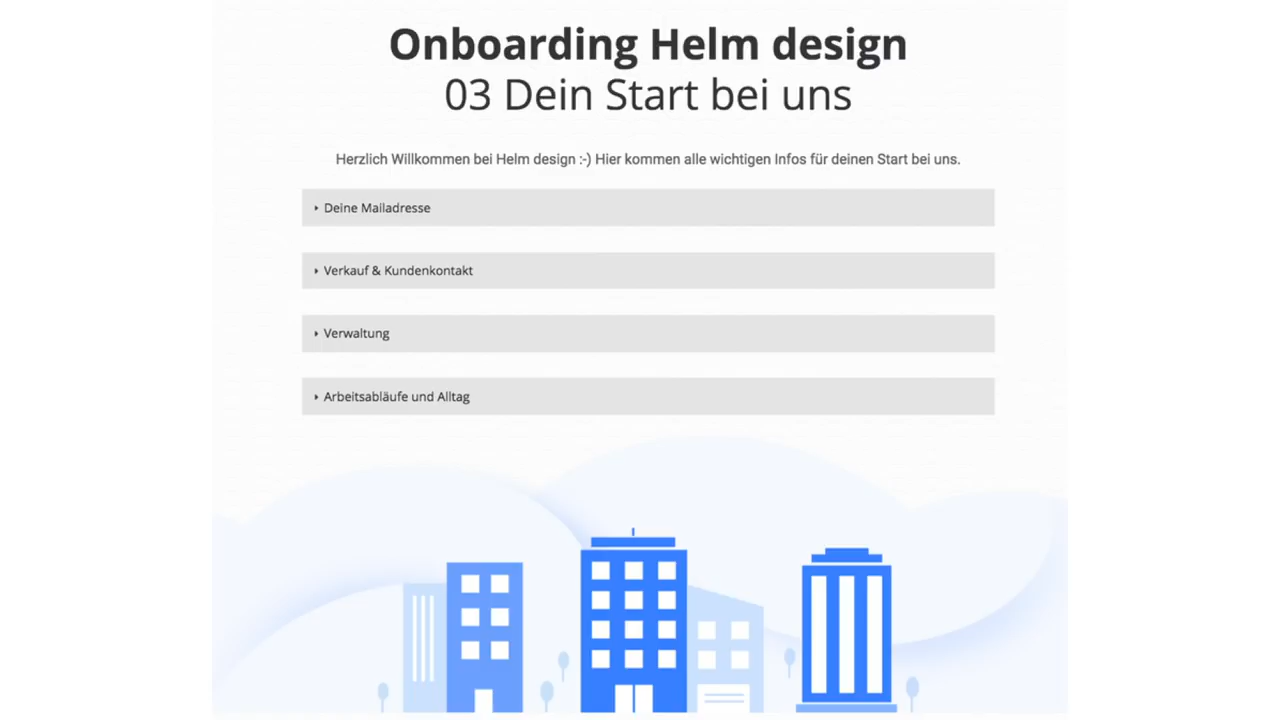 Onboarding Helm design
03 Dein Start bei uns
Herzlich Willkommen bei Helm design :-) Hier kommen alle wichtigen Infos für deinen Start bei uns.
Deine Mailadresse
Verkauf & Kundenkontakt
Verwaltung
Arbeitsabläufe und Alltag